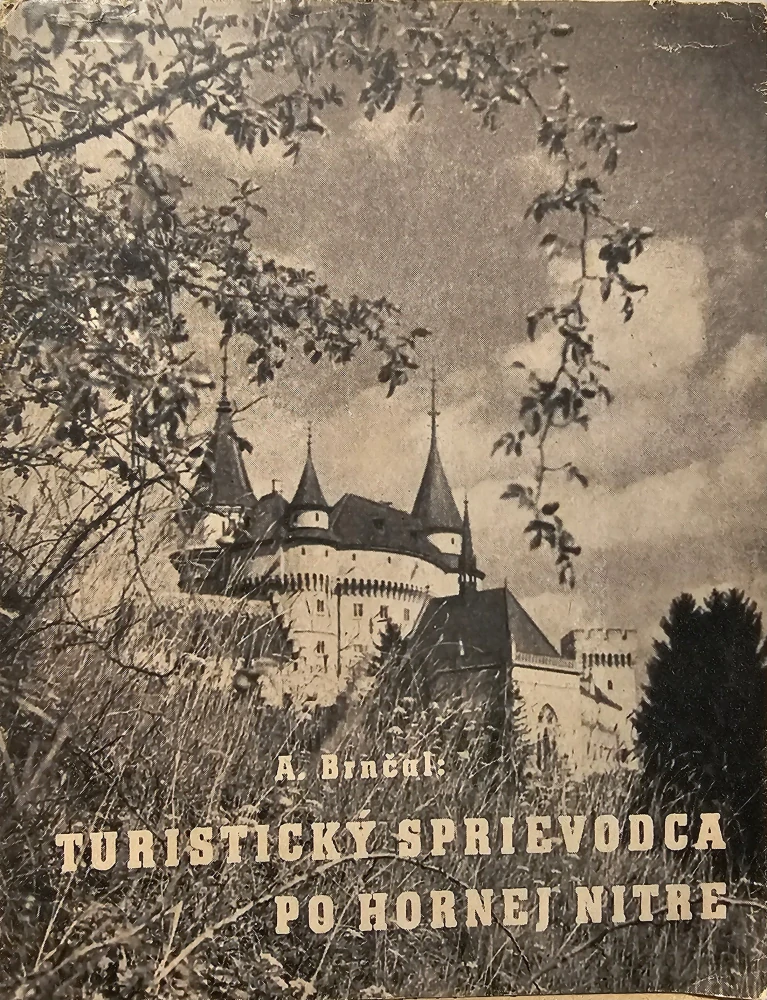 A. Brnčal:
TURISTICKÝ SPRIEVODCA
PO HORNEJ NITRE